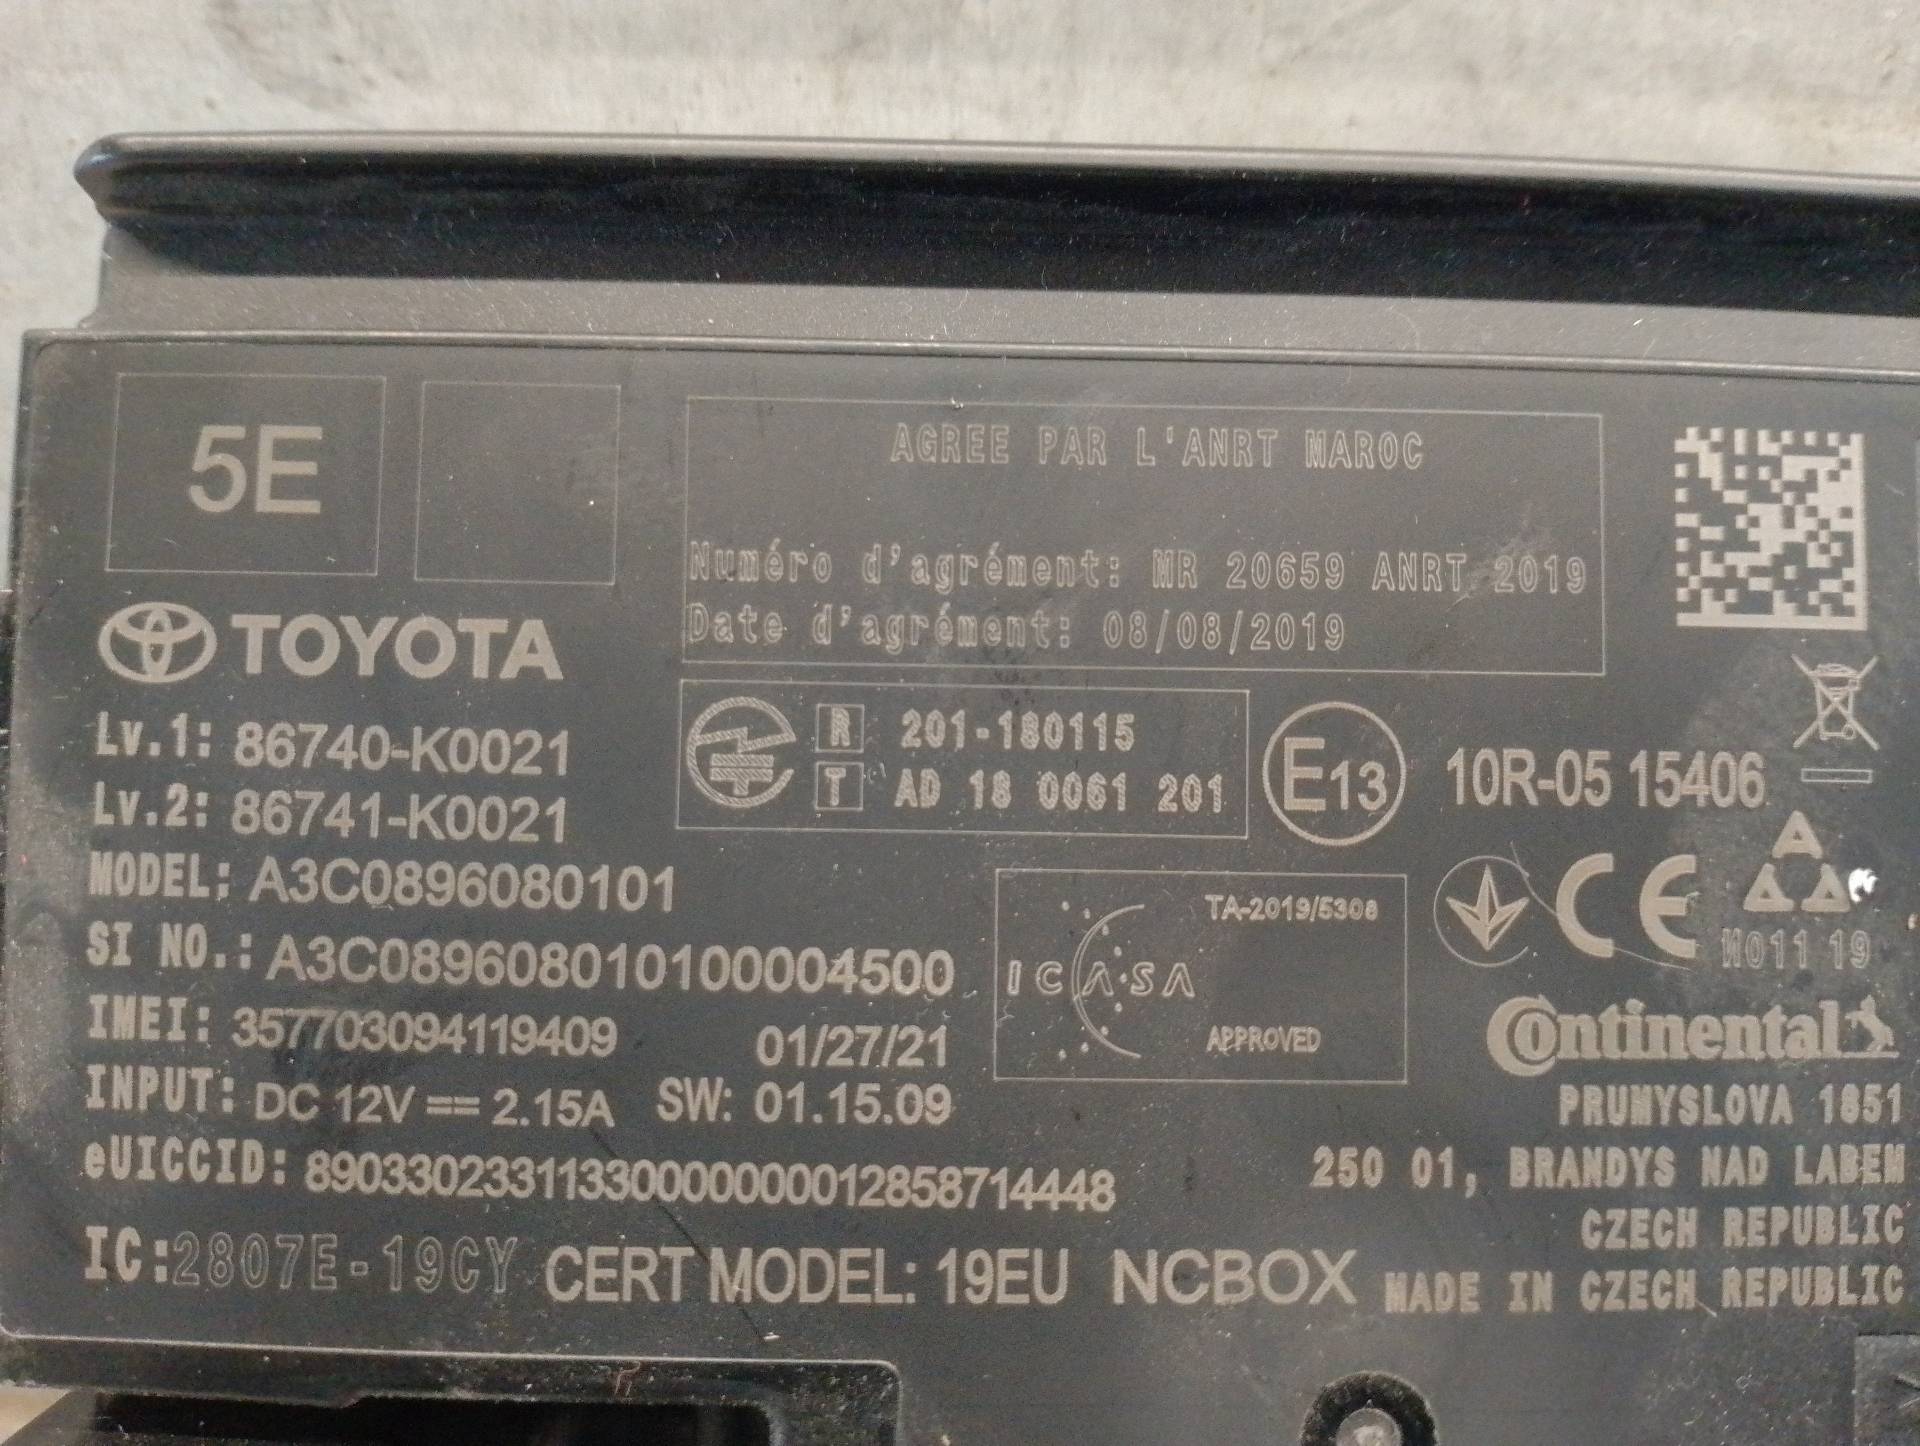 5E
AGREE PAR L'ANRT MAROC
Numéro d'agrément: MR 20659 ANRT 2019
Date d'agrément: 08/08/2019
TOYOTA
Lv.1: 86740-K0021
Lv.2: 86741-K0021
MODEL: A3C0896080101
SI NO.: A3C089608010100004500
IMEI: 357703094119409 01/27/21
INPUT: DC 12V 2.15A SW: 01.15.09
eUICCID: 89033023311330000000012858714448
IC:2807E-19CY CERT MODEL: 19EU NCBOX
R 201-180115
T AD 18 0061 201
E13 10R-05 15406
TA-2019/5308
ICASA
APPROVED
CE
M011 19
Continental
PRUMYSLOVA 1851
250 01, BRANDYS NAD LABEM
CZECH REPUBLIC
MADE IN CZECH REPUBLIC